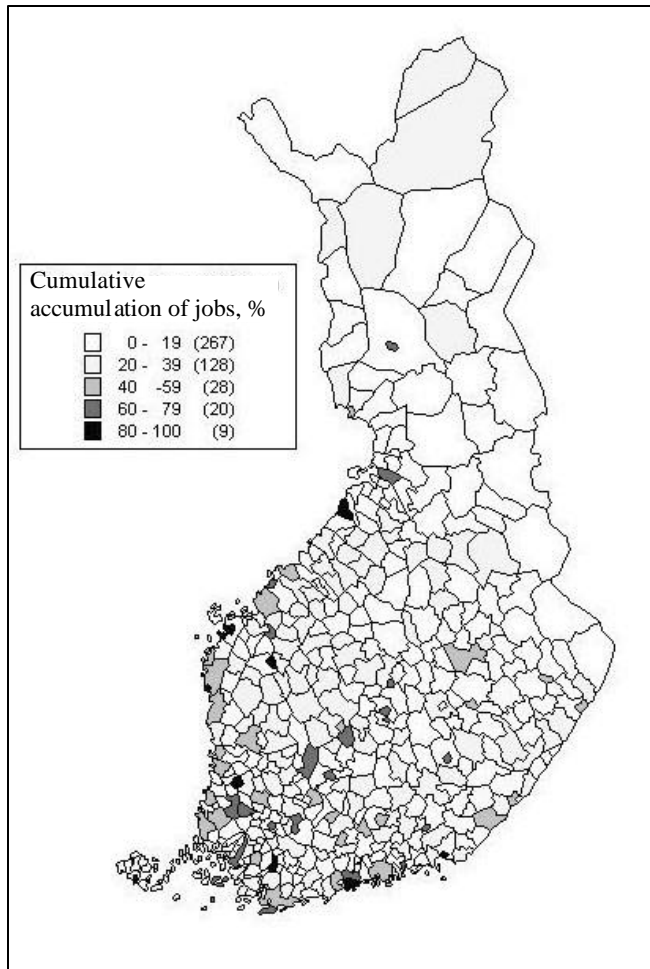 Cumulative
accumulation of jobs, %
0 - 19 (267)
20 - 39 (128)
40 -59 (28)
60 - 79 (20)
80 - 100 (9)